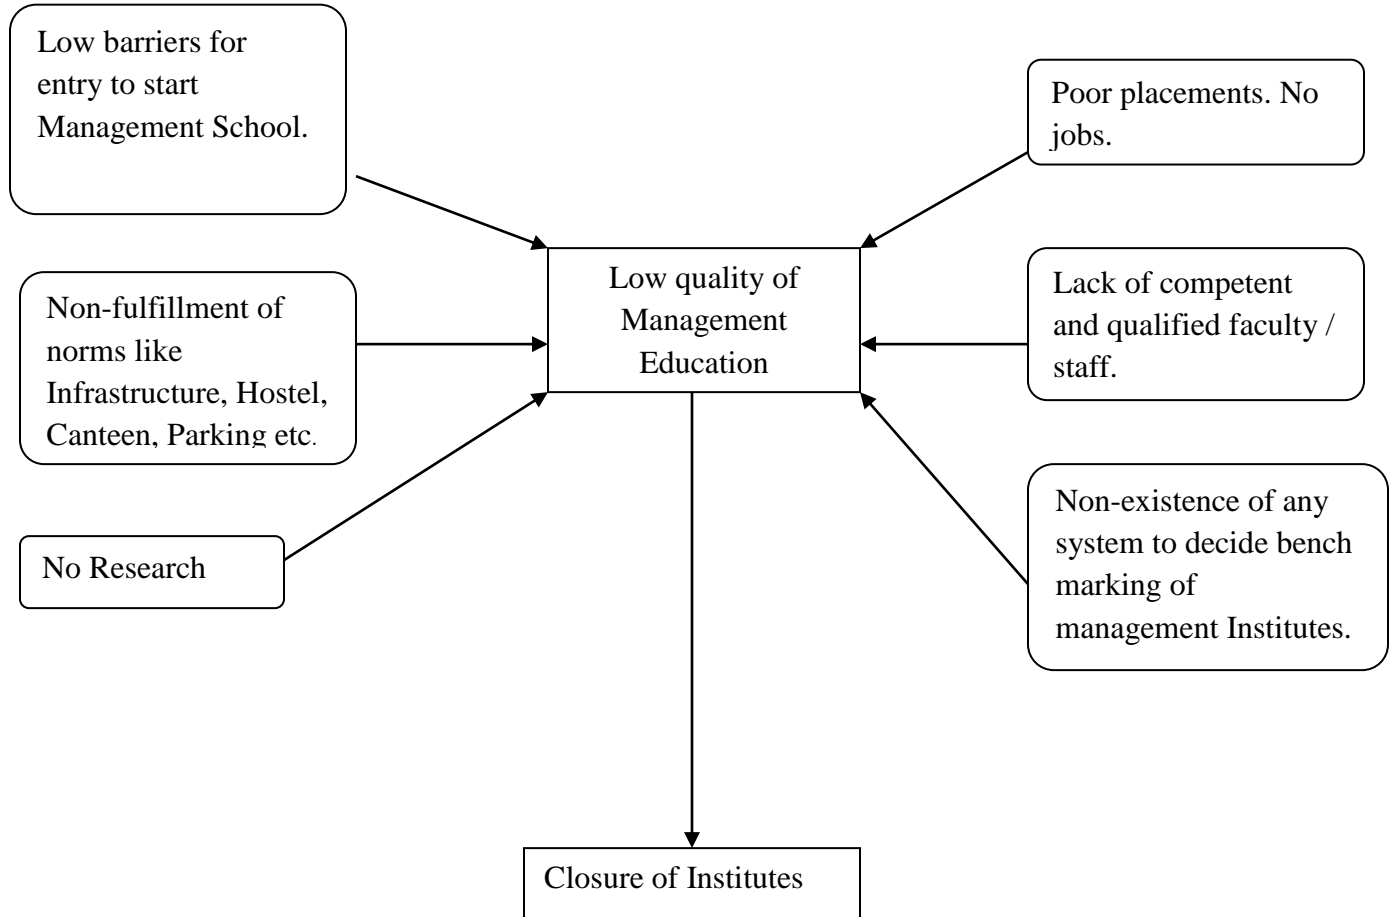 Low barriers for
entry to start
Management School.
Poor placements. No
jobs.
Low quality of
Management
Education
Non-fulfillment of
norms like
Infrastructure, Hostel,
Canteen, Parking etc.
Lack of competent
and qualified faculty /
staff.
No Research
Non-existence of any
system to decide bench
marking of
management Institutes.
Closure of Institutes